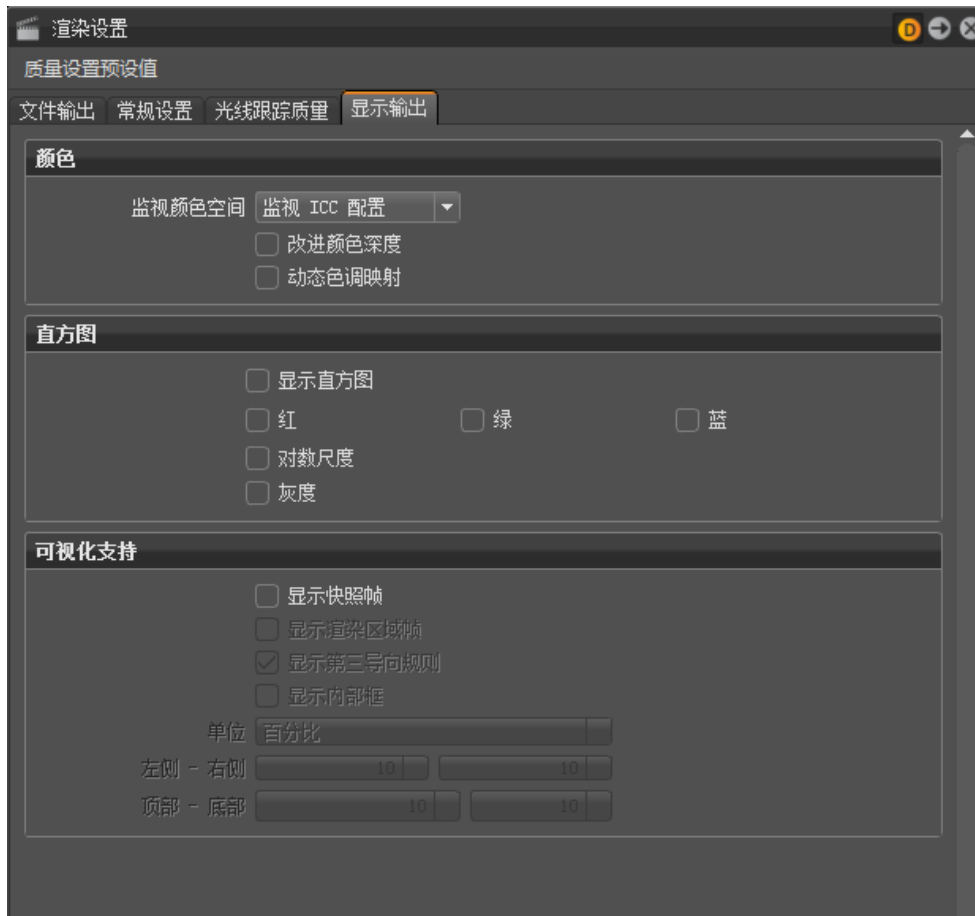 渲染设置 D
质量设置预设值
文件输出 常规设置 光线跟踪质量 显示输出
颜色
监视颜色空间 监视 ICC 配置
改进颜色深度
动态色调映射
直方图
显示直方图
红 绿 蓝
对数尺度
灰度
可视化支持
显示快照帧
显示渲染区域帧
显示第三导向规则
显示内部框
单位 百分比
左侧 - 右侧 10 10
顶部 - 底部 10 10